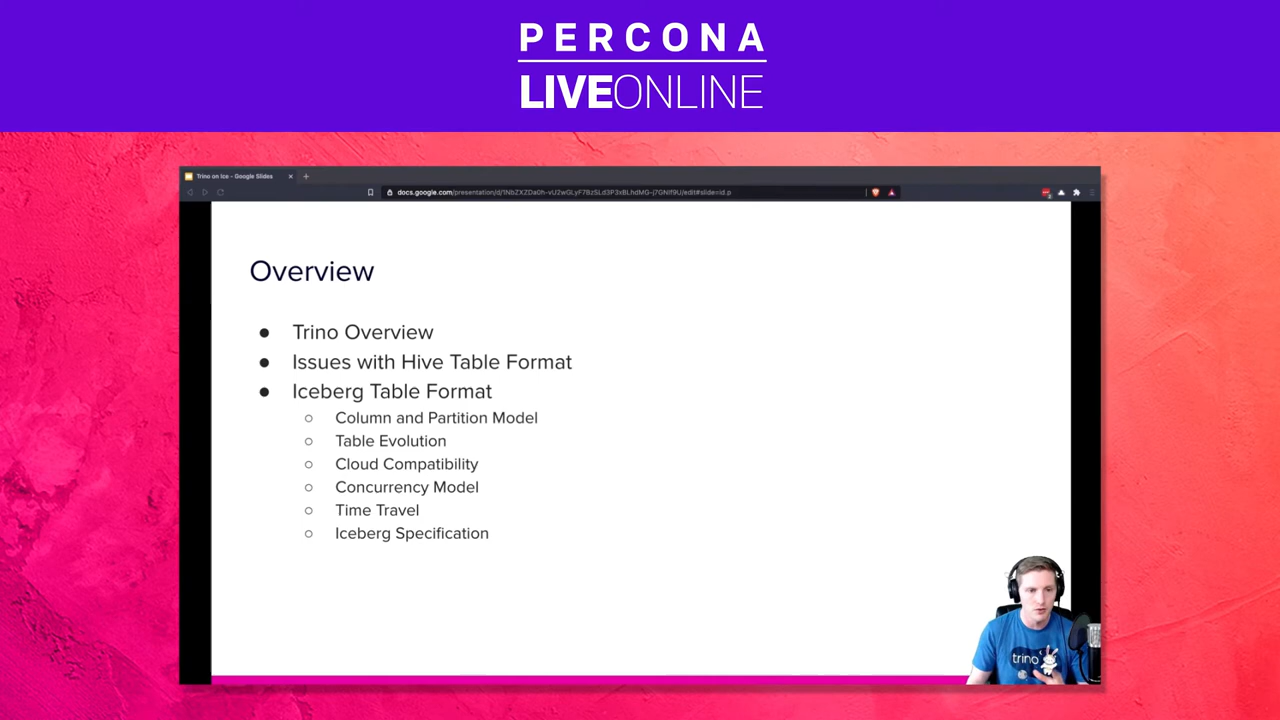 PERCONA
LIVEONLINE
Trino on Ice - Google Slides
Overview
● Trino Overview
● Issues with Hive Table Format
● Iceberg Table Format
○ Column and Partition Model
○ Table Evolution
○ Cloud Compatibility
○ Concurrency Model
○ Time Travel
○ Iceberg Specification
trino